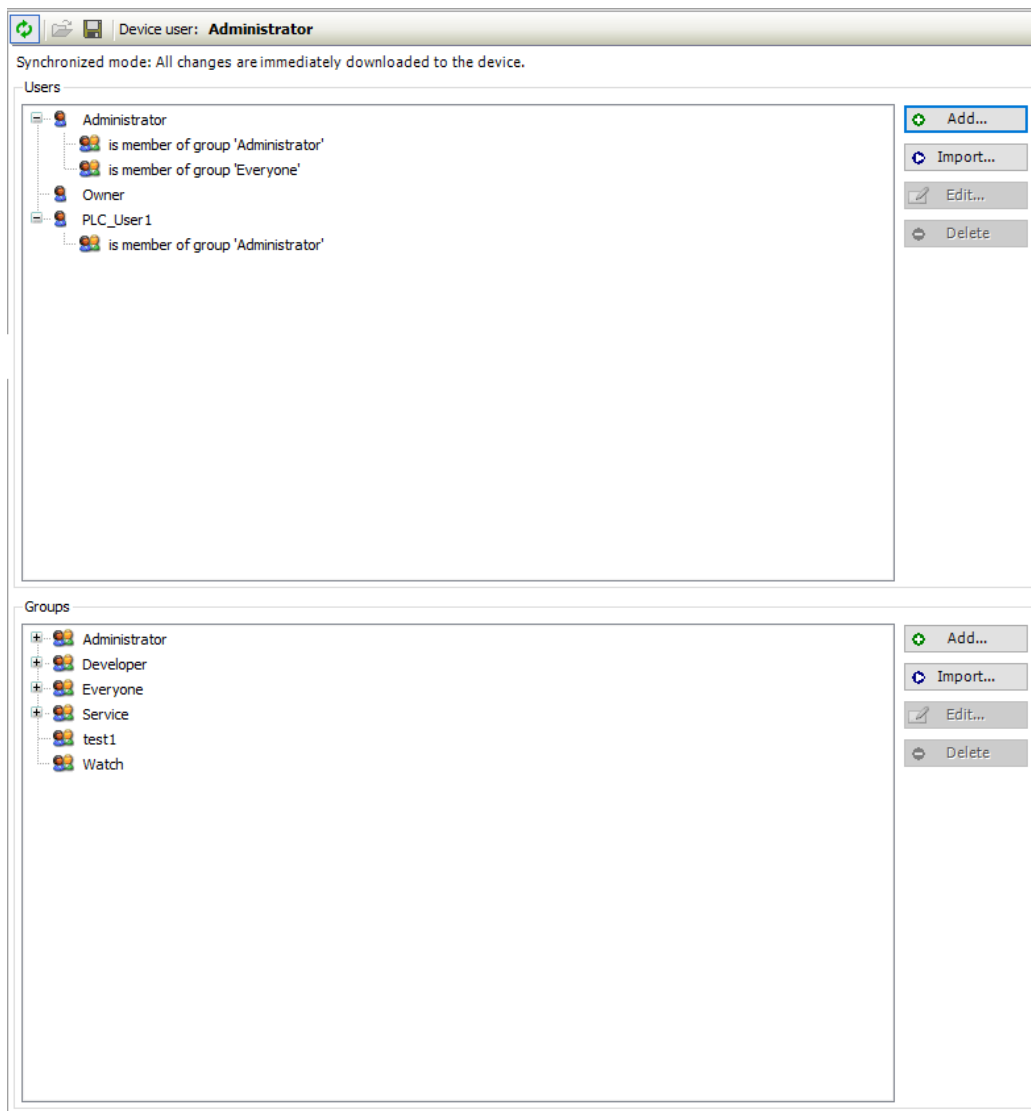 Device user: Administrator
Synchronized mode: All changes are immediately downloaded to the device.
Users
Administrator
is member of group 'Administrator'
is member of group 'Everyone'
Owner
PLC_User1
is member of group 'Administrator'
Add...
Import...
Edit...
Delete
Groups
Administrator
Developer
Everyone
Service
test1
Watch
Add...
Import...
Edit...
Delete